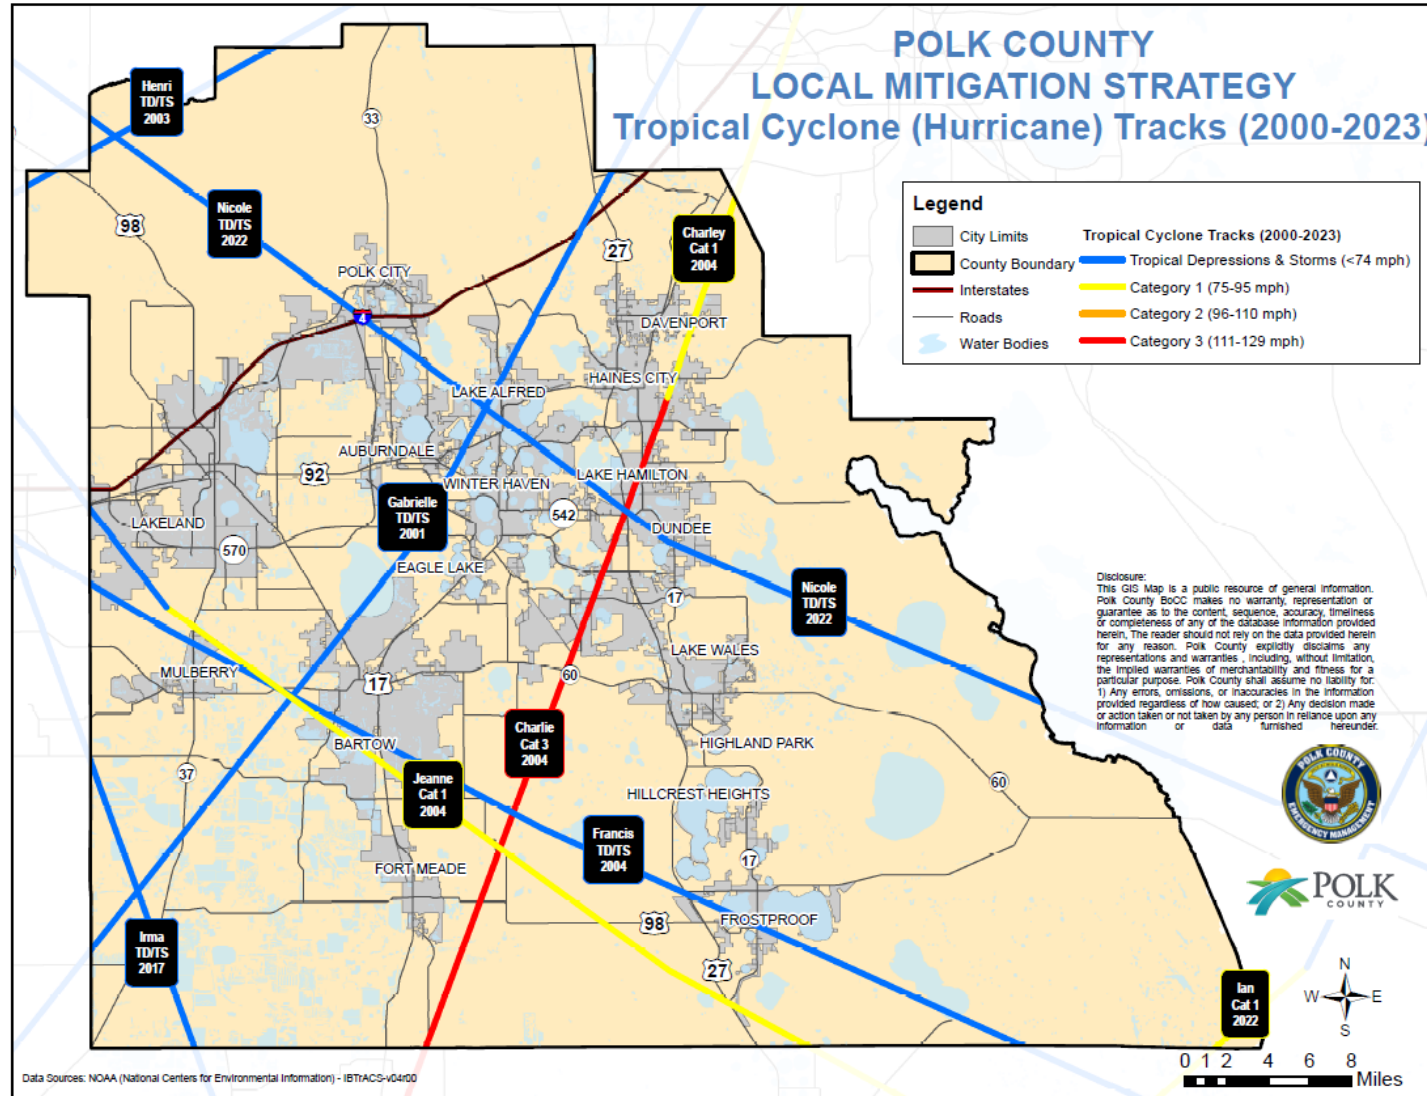 POLK COUNTY
LOCAL MITIGATION STRATEGY
Tropical Cyclone (Hurricane) Tracks (2000-2023)
Legend
City Limits
County Boundary
Interstates
Roads
Water Bodies
Tropical Cyclone Tracks (2000-2023)
Tropical Depressions & Storms (<74 mph)
Category 1 (75-95 mph)
Category 2 (96-110 mph)
Category 3 (111-129 mph)
Henri
TD/TS
2003
33
98
Nicole
TD/TS
2022
27
Charley
Cat 1
2004
POLK CITY
4
DAVENPORT
HAINES CITY
LAKE ALFRED
AUBURNDALE
92
WINTER HAVEN
LAKE HAMILTON
LAKELAND
Gabrielle
TD/TS
2001
542
DUNDEE
570
EAGLE LAKE
17
Nicole
TD/TS
2022
LAKE WALES
MULBERRY
17
60
BARTOW
Charlie
Cat 3
2004
HIGHLAND PARK
37
Jeanne
Cat 1
2004
HILLCREST HEIGHTS
60
Francis
TD/TS
2004
17
FORT MEADE
98
FROSTPROOF
27
Irma
TD/TS
2017
Ian
Cat 1
2022
Disclosure:
This GIS Map is a public resource of general information.
Polk County BoCC makes no warranty, representation or
guarantee as to the content, sequence, accuracy, timeliness
or completeness of any of the database information provided
herein, The reader should not rely on the data provided herein
for any reason. Polk County explicitly disclaims any
representations and warranties , including, without limitation,
the implied warranties of merchantability and fitness for a
particular purpose. Polk County shall assume no liability for:
1) Any errors, omissions, or inaccuracies in the information
provided regardless of how caused; or 2) Any decision made
or action taken or not taken by any person in reliance upon any
information or data furnished hereunder.
POLK COUNTY
EMERGENCY MANAGEMENT
POLK
COUNTY
N
W E
S
0 1 2 4 6 8
Miles
Data Sources: NOAA (National Centers for Environmental Information) - IBTrACS-v04r00